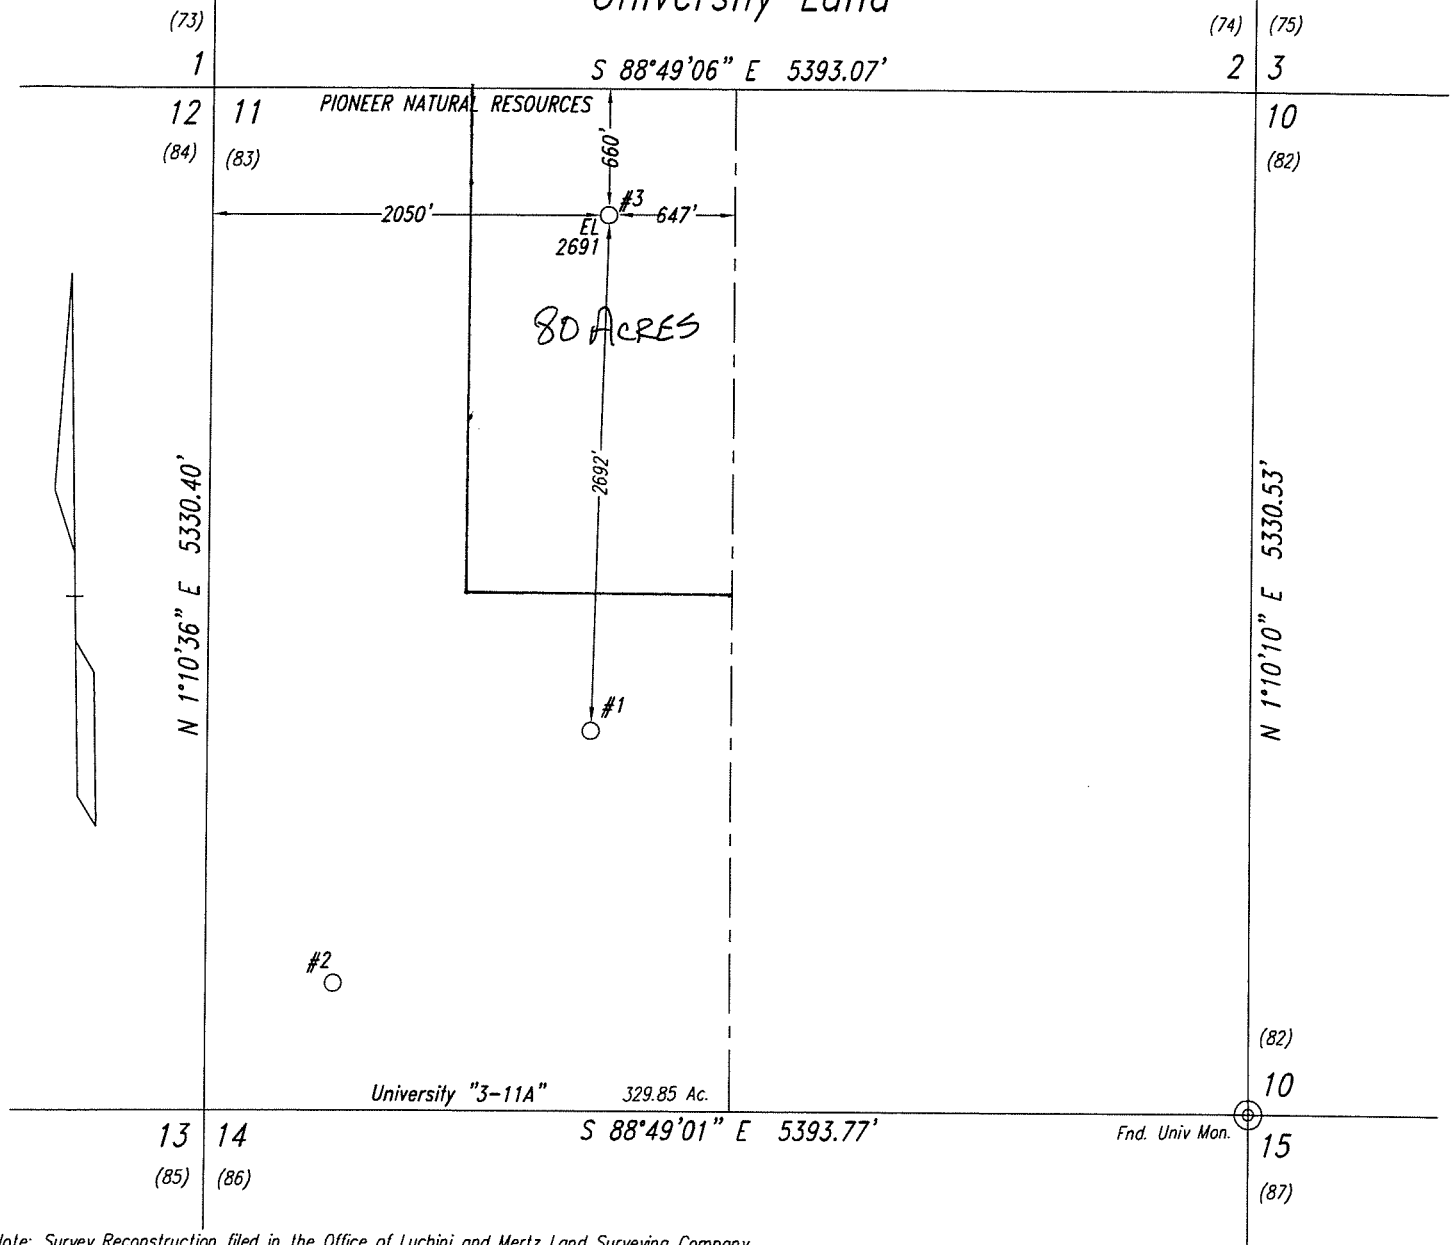 University Land
(73)
(74) (75)
1
S 88°49'06" E 5393.07'
2 3
12 11
PIONEER NATURAL RESOURCES
10
(84) (83)
660'
(82)
#3
2050'
647'
EL
2691
80 ACRES
2692'
N 1°10'36" E 5330.40'
N 1°10'10" E 5330.53'
#1
#2
(82)
University "3-11A" 329.85 Ac.
10
13 14
S 88°49'01" E 5393.77'
Fnd. Univ Mon.
15
(85) (86)
(87)
Note: Survey Reconstruction filed in the Office of Luchini and Mertz Land Surveying Company